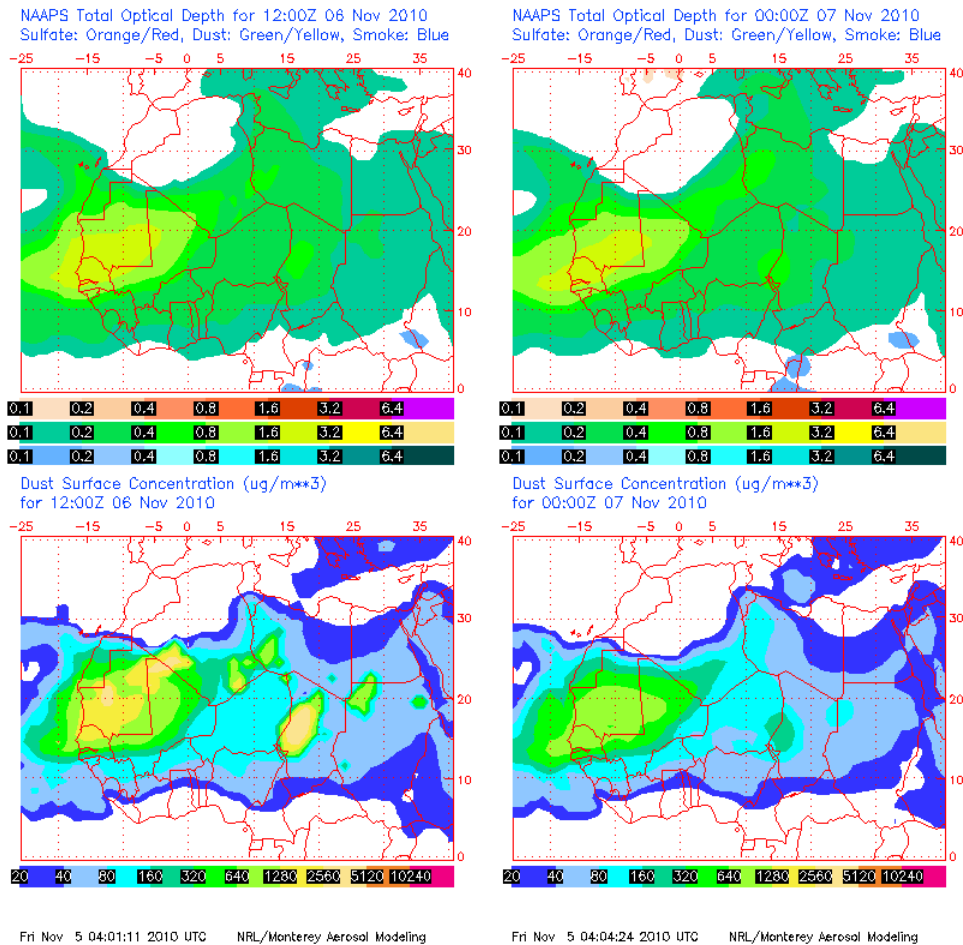 NAAPS Total Optical Depth for 12:00Z 06 Nov 2010
Sulfate: Orange/Red, Dust: Green/Yellow, Smoke: Blue
-25 -15 -5 0 5 15 25 35
40
30
20
10
0
0.1 0.2 0.4 0.8 1.6 3.2 6.4
0.1 0.2 0.4 0.8 1.6 3.2 6.4
0.1 0.2 0.4 0.8 1.6 3.2 6.4
NAAPS Total Optical Depth for 00:00Z 07 Nov 2010
Sulfate: Orange/Red, Dust: Green/Yellow, Smoke: Blue
-25 -15 -5 0 5 15 25 35
40
30
20
10
0
0.1 0.2 0.4 0.8 1.6 3.2 6.4
0.1 0.2 0.4 0.8 1.6 3.2 6.4
0.1 0.2 0.4 0.8 1.6 3.2 6.4
Dust Surface Concentration (ug/m**3)
for 12:00Z 06 Nov 2010
-25 -15 -5 0 5 15 25 35
40
30
20
10
0
20 40 80 160 320 640 1280 2560 5120 10240
Dust Surface Concentration (ug/m**3)
for 00:00Z 07 Nov 2010
-25 -15 -5 0 5 15 25 35
40
30
20
10
0
20 40 80 160 320 640 1280 2560 5120 10240
Fri Nov 5 04:01:11 2010 UTC NRL/Monterey Aerosol Modeling
Fri Nov 5 04:04:24 2010 UTC NRL/Monterey Aerosol Modeling